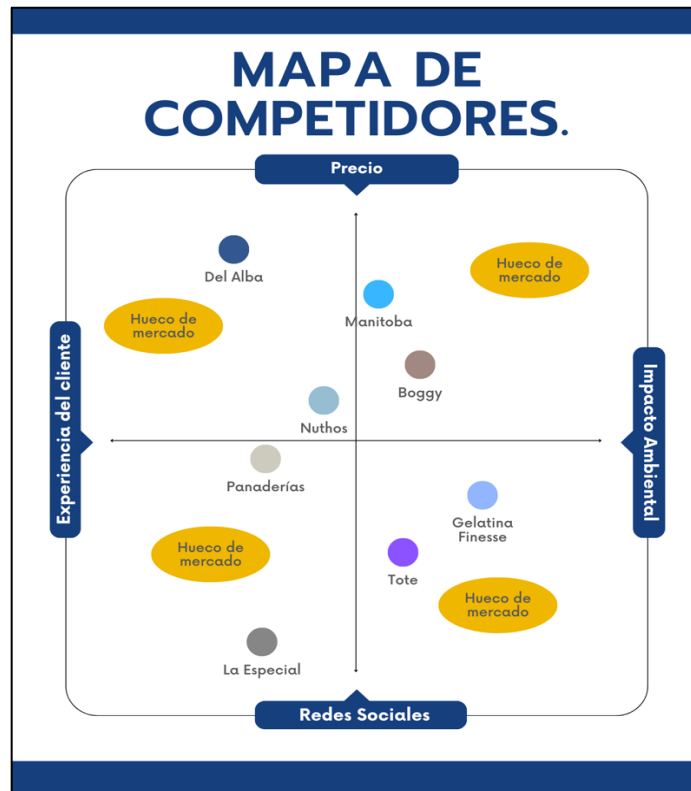 MAPA DE
COMPETIDORES.
Precio
Del Alba
Hueco de
mercado
Manitoba
Hueco de
mercado
Boggy
Nuthos
Experiencia del cliente
Impacto Ambiental
Panaderías
Gelatina
Finesse
Hueco de
mercado
Tote
Hueco de
mercado
La Especial
Redes Sociales